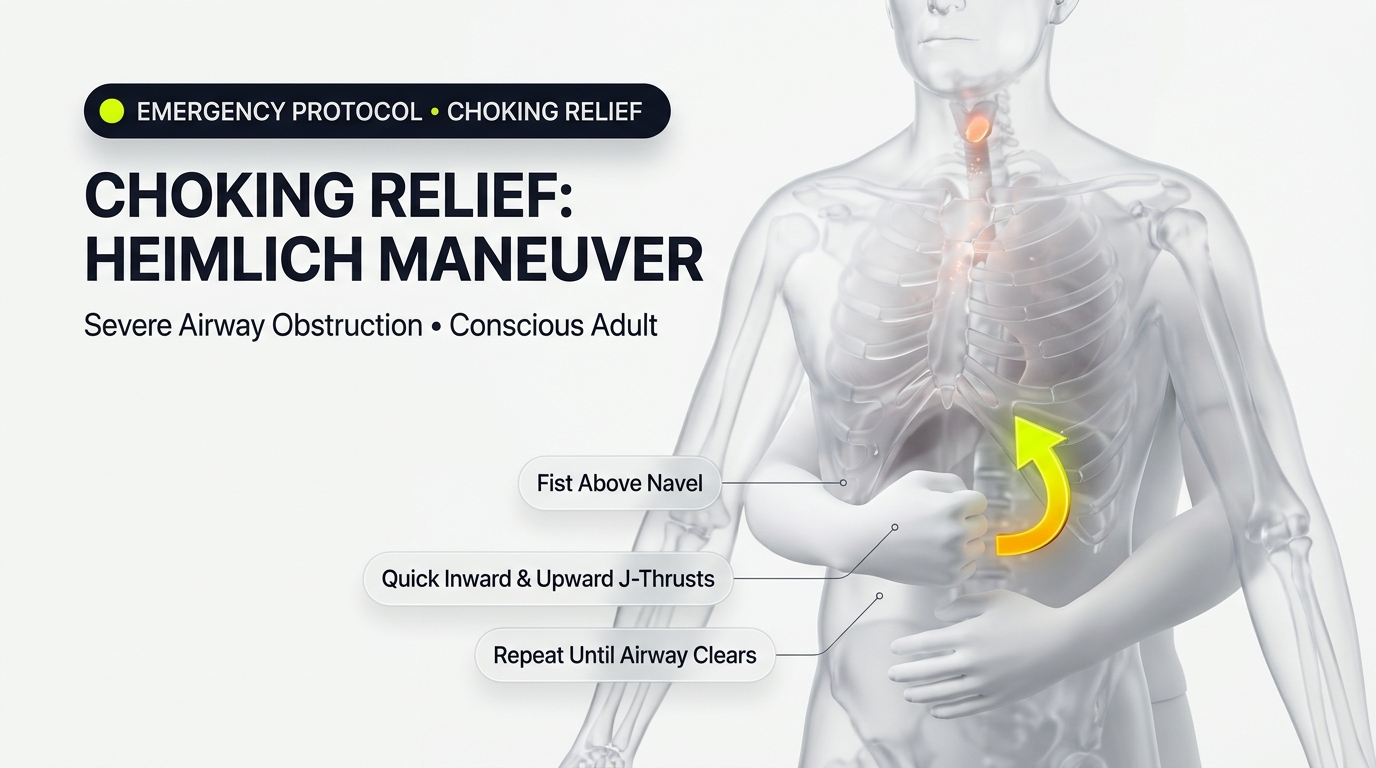 EMERGENCY PROTOCOL • CHOKING RELIEF
CHOKING RELIEF:
HEIMLICH MANEUVER
Severe Airway Obstruction • Conscious Adult
Fist Above Navel
Quick Inward & Upward J-Thrusts
Repeat Until Airway Clears